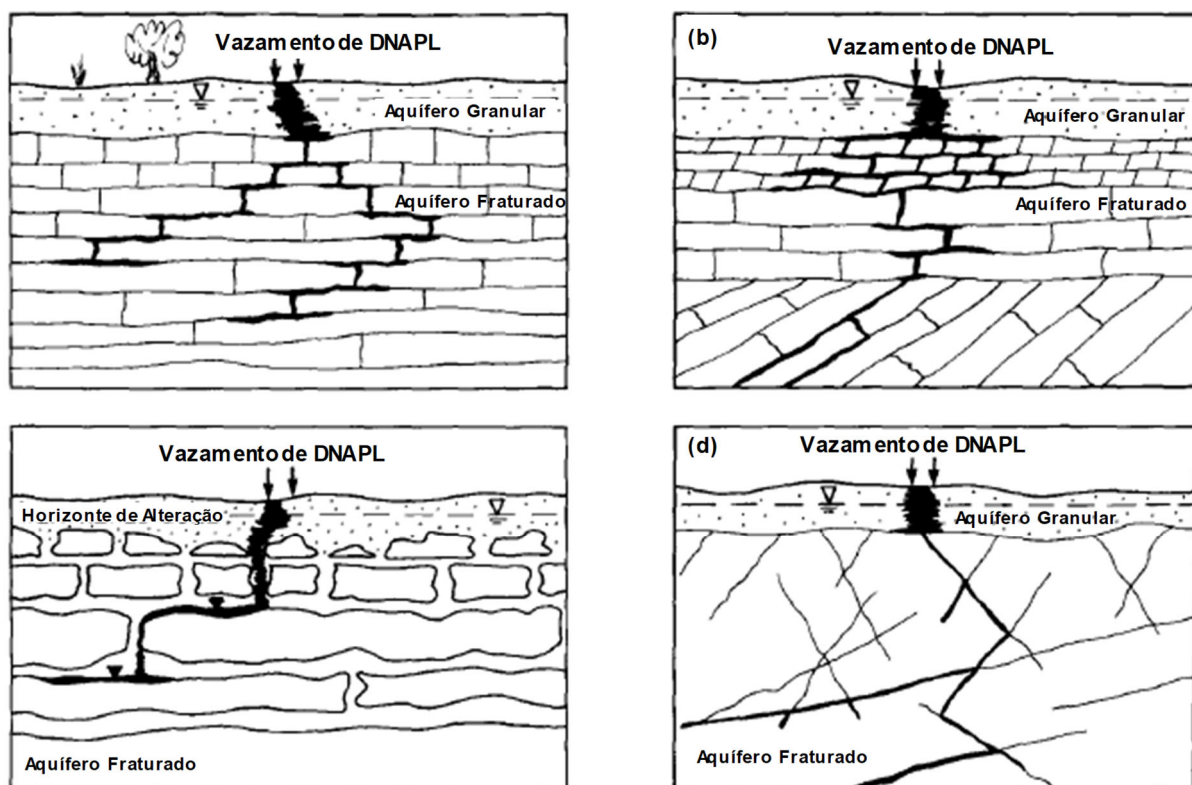 Vazamento de DNAPL
Aquífero Granular
Aquífero Fraturado
(b)
Vazamento de DNAPL
Aquífero Granular
Aquífero Fraturado
Vazamento de DNAPL
Horizonte de Alteração
Aquífero Fraturado
(d)
Vazamento de DNAPL
Aquífero Granular
Aquífero Fraturado